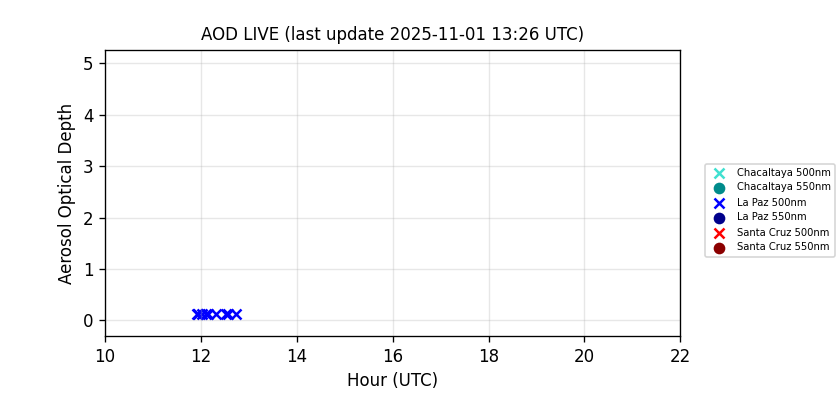 AOD LIVE (last update 2025-11-01 13:26 UTC)
5
4
3
2
1
0
Aerosol Optical Depth
10 12 14 16 18 20 22
Hour (UTC)
Chacaltaya 500nm
Chacaltaya 550nm
La Paz 500nm
La Paz 550nm
Santa Cruz 500nm
Santa Cruz 550nm